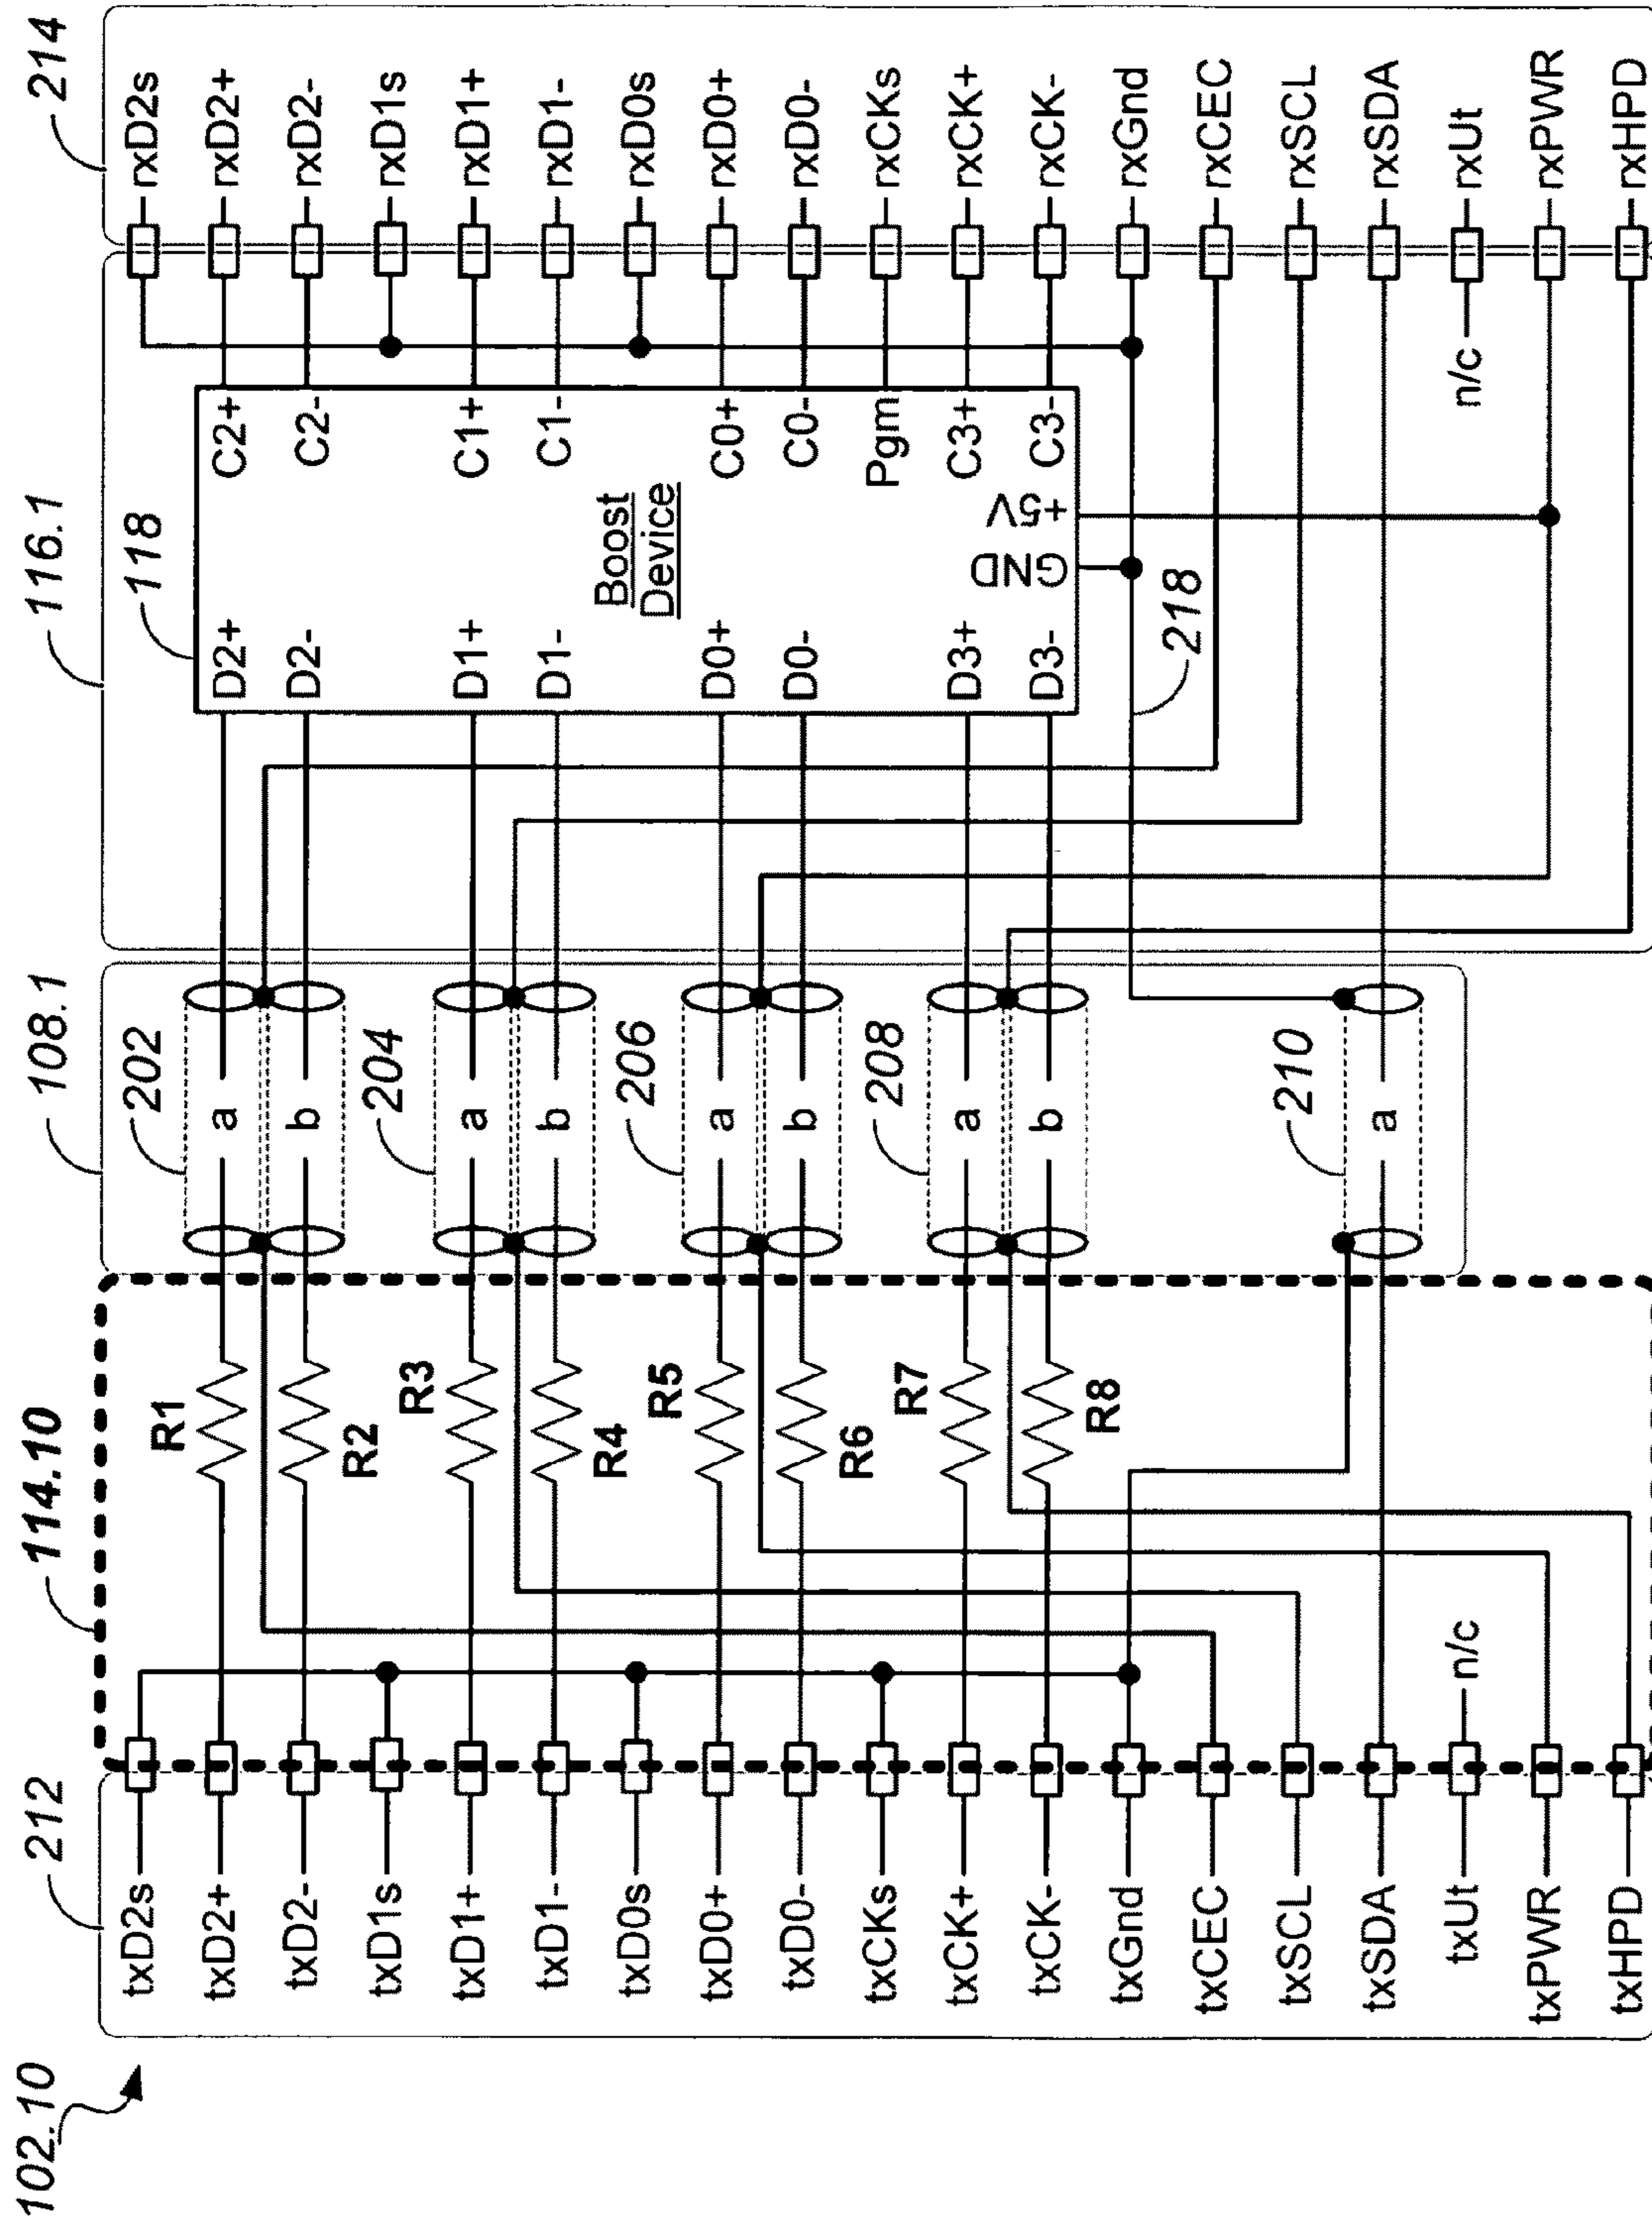 102.10
212
114.10
108.1
116.1
214
txD2s
txD2+
txD2-
txD1s
txD1+
txD1-
txD0s
txD0+
txD0-
txCKs
txCK+
txCK-
txGnd
txCEC
txSCL
txSDA
txUt
txPWR
txHPD
n/c
R1
R2
R3
R4
R5
R6
R7
R8
202
a
b
204
a
b
206
a
b
208
a
b
210
a
118
D2+
D2-
D1+
D1-
D0+
D0-
D3+
D3-
Boost
Device
GND
+5V
C2+
C2-
C1+
C1-
C0+
C0-
Pgm
C3+
C3-
218
n/c
rxD2s
rxD2+
rxD2-
rxD1s
rxD1+
rxD1-
rxD0s
rxD0+
rxD0-
rxCKs
rxCK+
rxCK-
rxGnd
rxCEC
rxSCL
rxSDA
rxUt
rxPWR
rxHPD